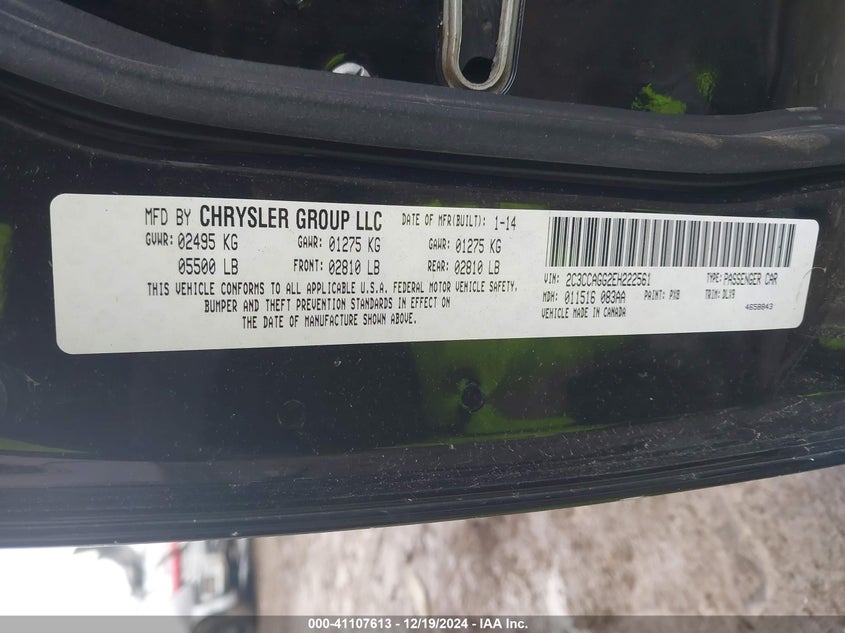 MFD BY CHRYSLER GROUP LLC DATE OF MFR(BUILT): 1-14
GVWR: 02495 KG GAWR: 01275 KG GAWR: 01275 KG
05500 LB FRONT: 02810 LB REAR: 02810 LB
THIS VEHICLE CONFORMS TO ALL APPLICABLE U.S.A. FEDERAL MOTOR VEHICLE SAFETY,
BUMPER AND THEFT PREVENTION STANDARDS IN EFFECT ON
THE DATE OF MANUFACTURE SHOWN ABOVE.
VIN: 2C3CCAGG2EH222561 TYPE: PASSENGER CAR
MDH: 011516 083AA PAINT: PX8 TRIM: DLX9
VEHICLE MADE IN CANADA 4658843
000-41107613 - 12/19/2024 - IAA Inc.